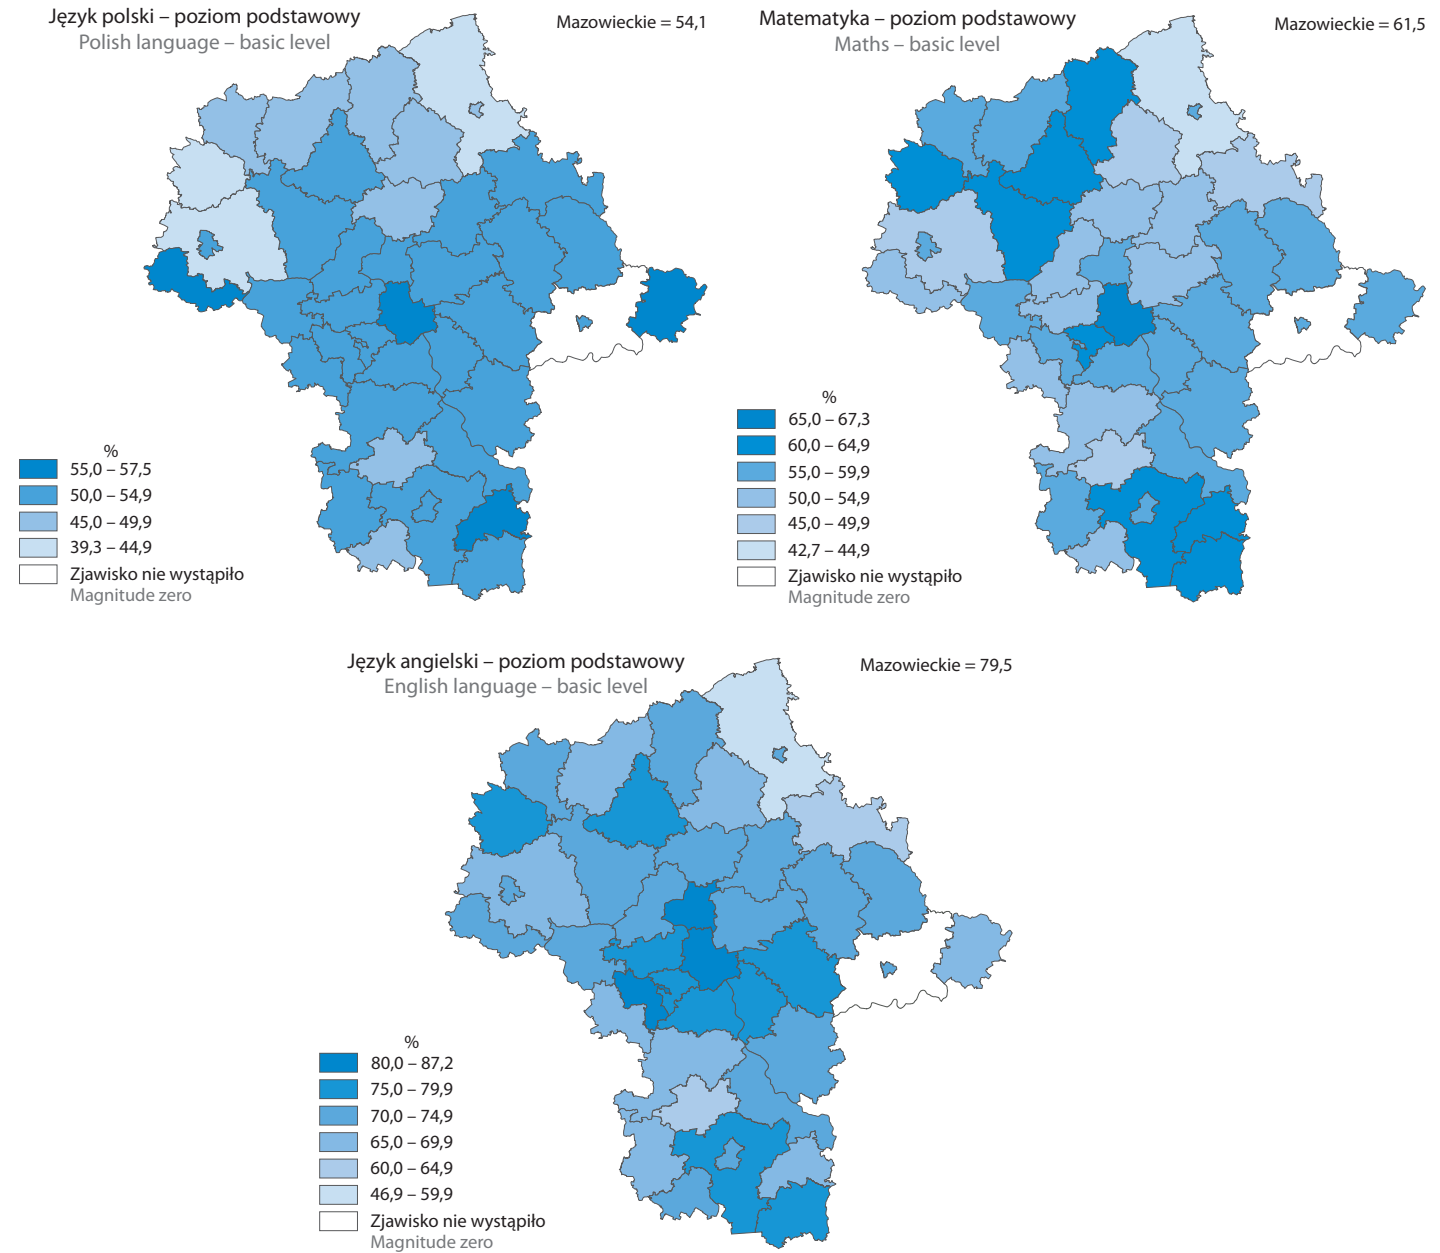 Język polski – poziom podstawowy
Polish language – basic level
Mazowieckie = 54,1
%
55,0 – 57,5
50,0 – 54,9
45,0 – 49,9
39,3 – 44,9
Zjawisko nie wystąpiło
Magnitude zero
Matematyka – poziom podstawowy
Maths – basic level
Mazowieckie = 61,5
%
65,0 – 67,3
60,0 – 64,9
55,0 – 59,9
50,0 – 54,9
45,0 – 49,9
42,7 – 44,9
Zjawisko nie wystąpiło
Magnitude zero
Język angielski – poziom podstawowy
English language – basic level
Mazowieckie = 79,5
%
80,0 – 87,2
75,0 – 79,9
70,0 – 74,9
65,0 – 69,9
60,0 – 64,9
46,9 – 59,9
Zjawisko nie wystąpiło
Magnitude zero